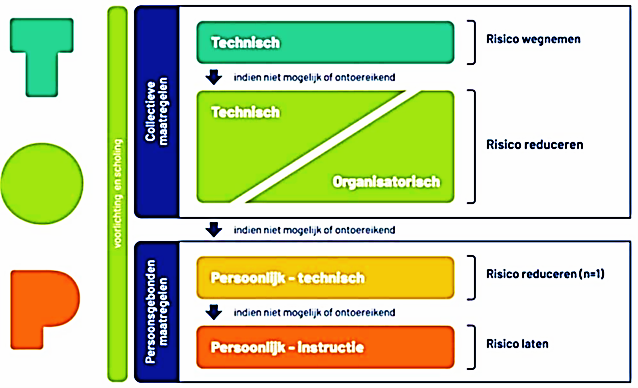 T
O
P
voorlichting en scholing
Collectieve
maatregelen
Technisch
Risico wegnemen
indien niet mogelijk of ontoereikend
Technisch
Organisatorisch
Risico reduceren
indien niet mogelijk of ontoereikend
Persoonsgebonden
maatregelen
Persoonlijk - technisch
Risico reduceren (n=1)
indien niet mogelijk of ontoereikend
Persoonlijk - instructie
Risico laten